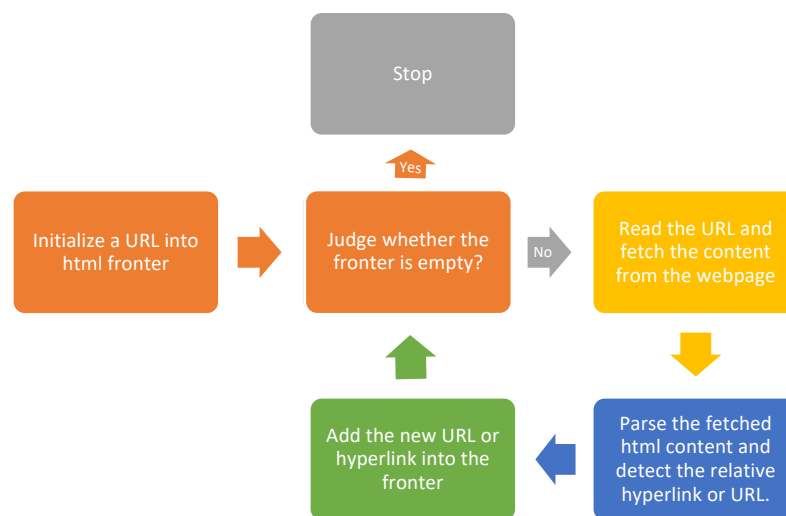 Stop
Yes
Initialize a URL into
html fronter
Judge whether the
fronter is empty?
No
Read the URL and
fetch the content
from the webpage
Add the new URL or
hyperlink into the
fronter
Parse the fetched
html content and
detect the relative
hyperlink or URL.